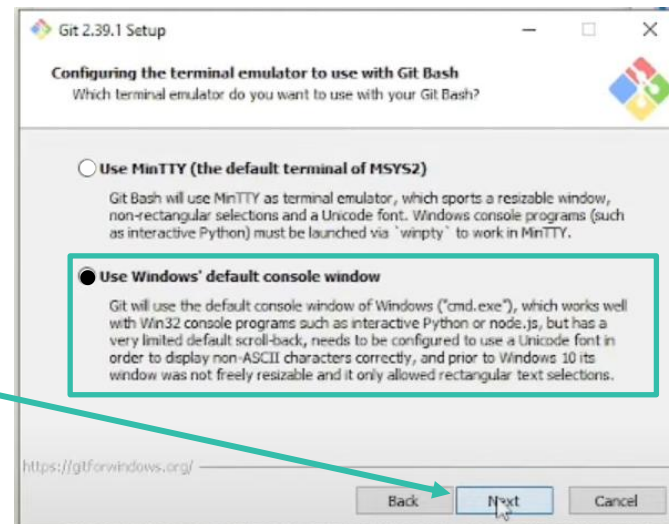 Git 2.39.1 Setup
Configuring the terminal emulator to use with Git Bash
Which terminal emulator do you want to use with your Git Bash?
Use MinTTY (the default terminal of MSYS2)
Git Bash will use MinTTY as terminal emulator, which sports a resizable window,
non-rectangular selections and a Unicode font. Windows console programs (such
as interactive Python) must be launched via `winpty` to work in MinTTY.
Use Windows' default console window
Git will use the default console window of Windows ("cmd.exe"), which works well
with Win32 console programs such as interactive Python or node.js, but has a
very limited default scroll-back, needs to be configured to use a Unicode font in
order to display non-ASCII characters correctly, and prior to Windows 10 its
window was not freely resizable and it only allowed rectangular text selections.
https://gitforwindows.org/
Back Next Cancel